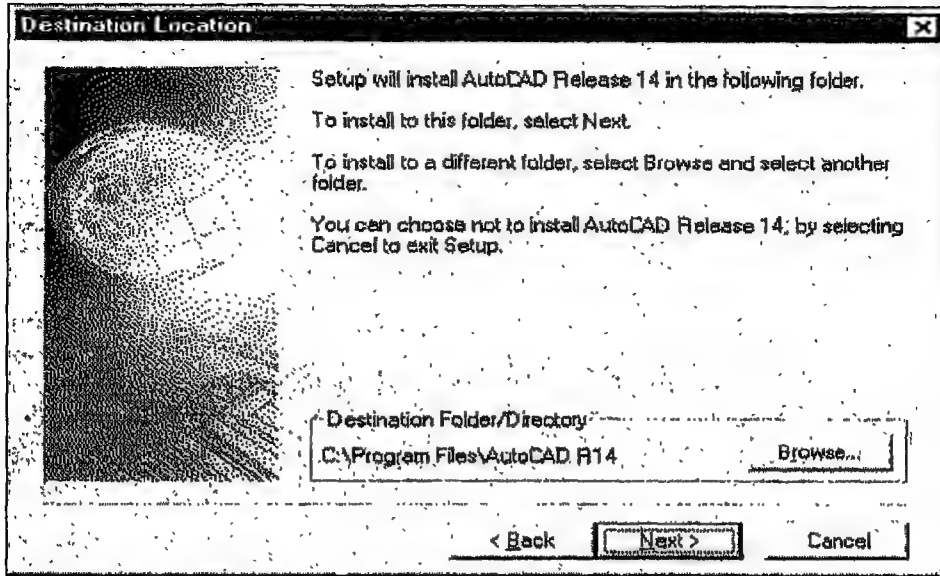 Destination Location
Setup will install AutoCAD Release 14 in the following folder.
To install to this folder, select Next.
To install to a different folder, select Browse and select another
folder.
You can choose not to install AutoCAD Release 14, by selecting
Cancel to exit Setup.
Destination Folder/Directory
C:\Program Files\AutoCAD R14
Browse...
< Back
Next >
Cancel